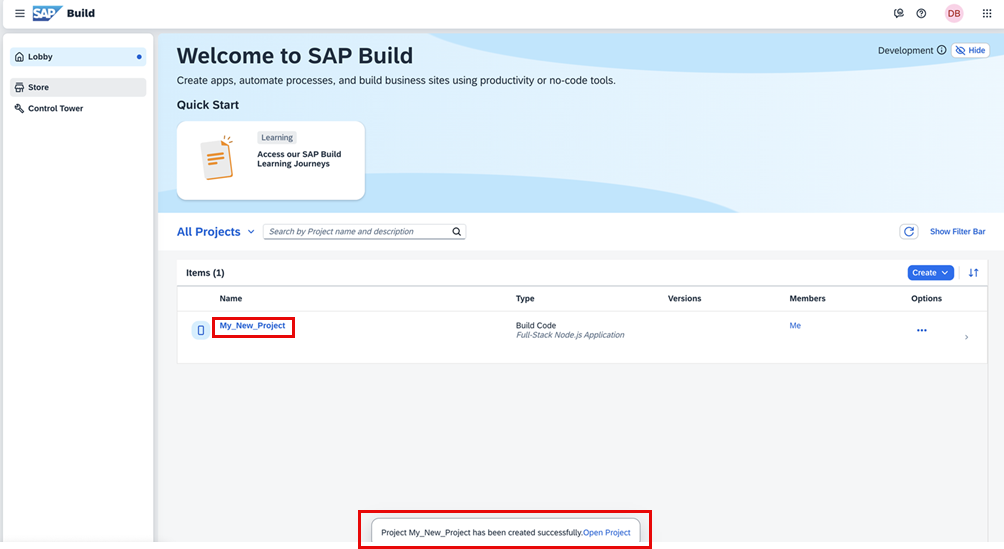 SAP Build
DB
Lobby
Store
Control Tower
Welcome to SAP Build
Development
Hide
Create apps, automate processes, and build business sites using productivity or no-code tools.
Quick Start
Learning
Access our SAP Build
Learning Journeys
All Projects
Search by Project name and description
Show Filter Bar
Items (1)
Create
Name Type Versions Members Options
My_New_Project
Build Code
Me
Full-Stack Node.js Application
Project My_New_Project has been created successfully.Open Project